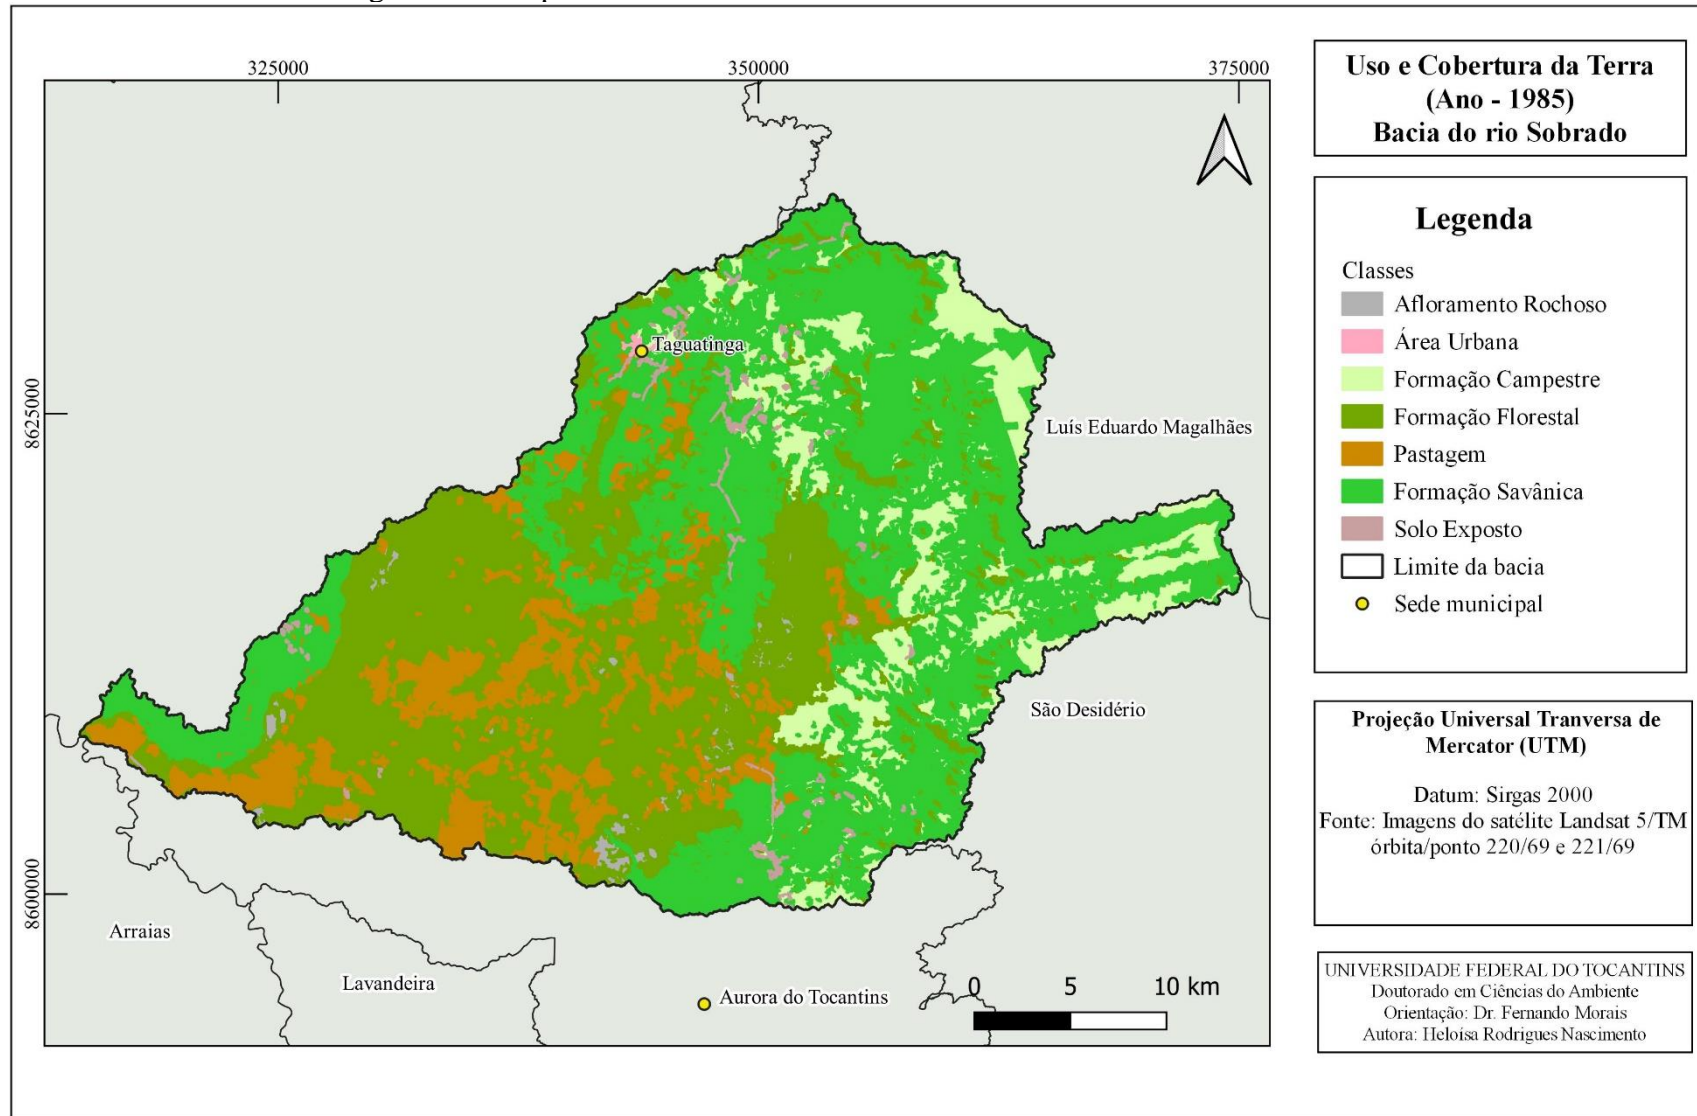 325000
350000
375000
8625000
8600000
Taguatinga
Luís Eduardo Magalhães
São Desidério
Arraias
Lavandeira
Aurora do Tocantins
0 5 10 km
Uso e Cobertura da Terra
(Ano - 1985)
Bacia do rio Sobrado
Legenda
Classes
Afloramento Rochoso
Área Urbana
Formação Campestre
Formação Florestal
Pastagem
Formação Savânica
Solo Exposto
Limite da bacia
Sede municipal
Projeção Universal Tranversa de
Mercator (UTM)
Datum: Sirgas 2000
Fonte: Imagens do satélite Landsat 5/TM
órbita/ponto 220/69 e 221/69
UNIVERSIDADE FEDERAL DO TOCANTINS
Doutorado em Ciências do Ambiente
Orientação: Dr. Fernando Morais
Autora: Heloísa Rodrigues Nascimento